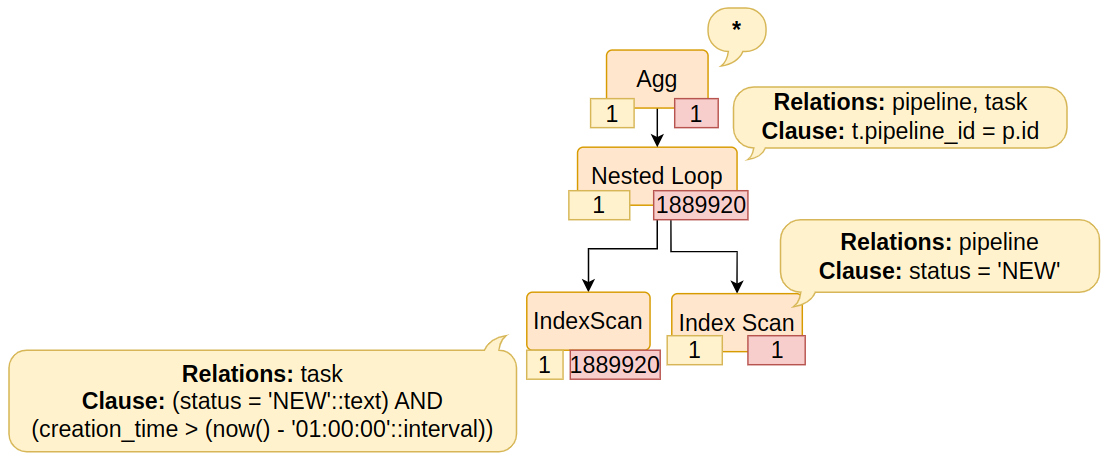 *
Agg
1
1
Relations: pipeline, task
Clause: t.pipeline_id = p.id
Nested Loop
1
1889920
Relations: pipeline
Clause: status = 'NEW'
IndexScan
1
1889920
Index Scan
1
1
Relations: task
Clause: (status = 'NEW'::text) AND
(creation_time > (now() - '01:00:00'::interval))